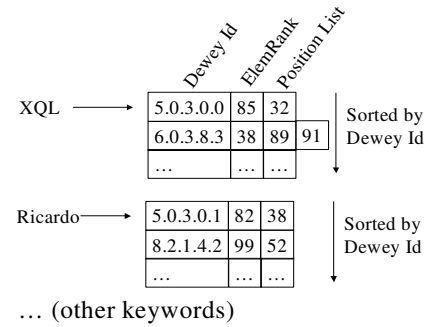 Dewey Id ElemRank Position List
XQL 5.0.3.0.0 85 32 Sorted by
6.0.3.8.3 38 89 91 Dewey Id
… … …
Ricardo 5.0.3.0.1 82 38 Sorted by
8.2.1.4.2 99 52 Dewey Id
… … …
… (other keywords)